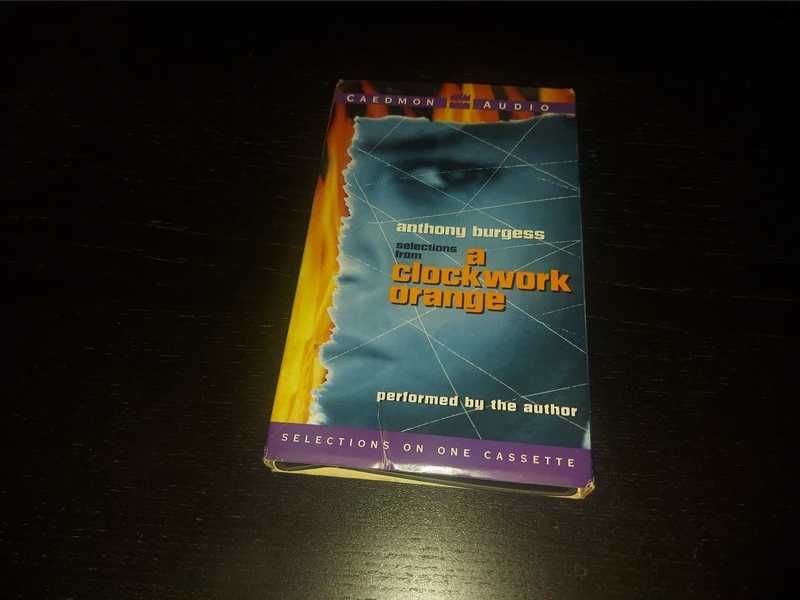 CAEDMON AUDIO
anthony burgess
selections
from
a
clockwork
orange
performed by the author
SELECTIONS ON ONE CASSETTE